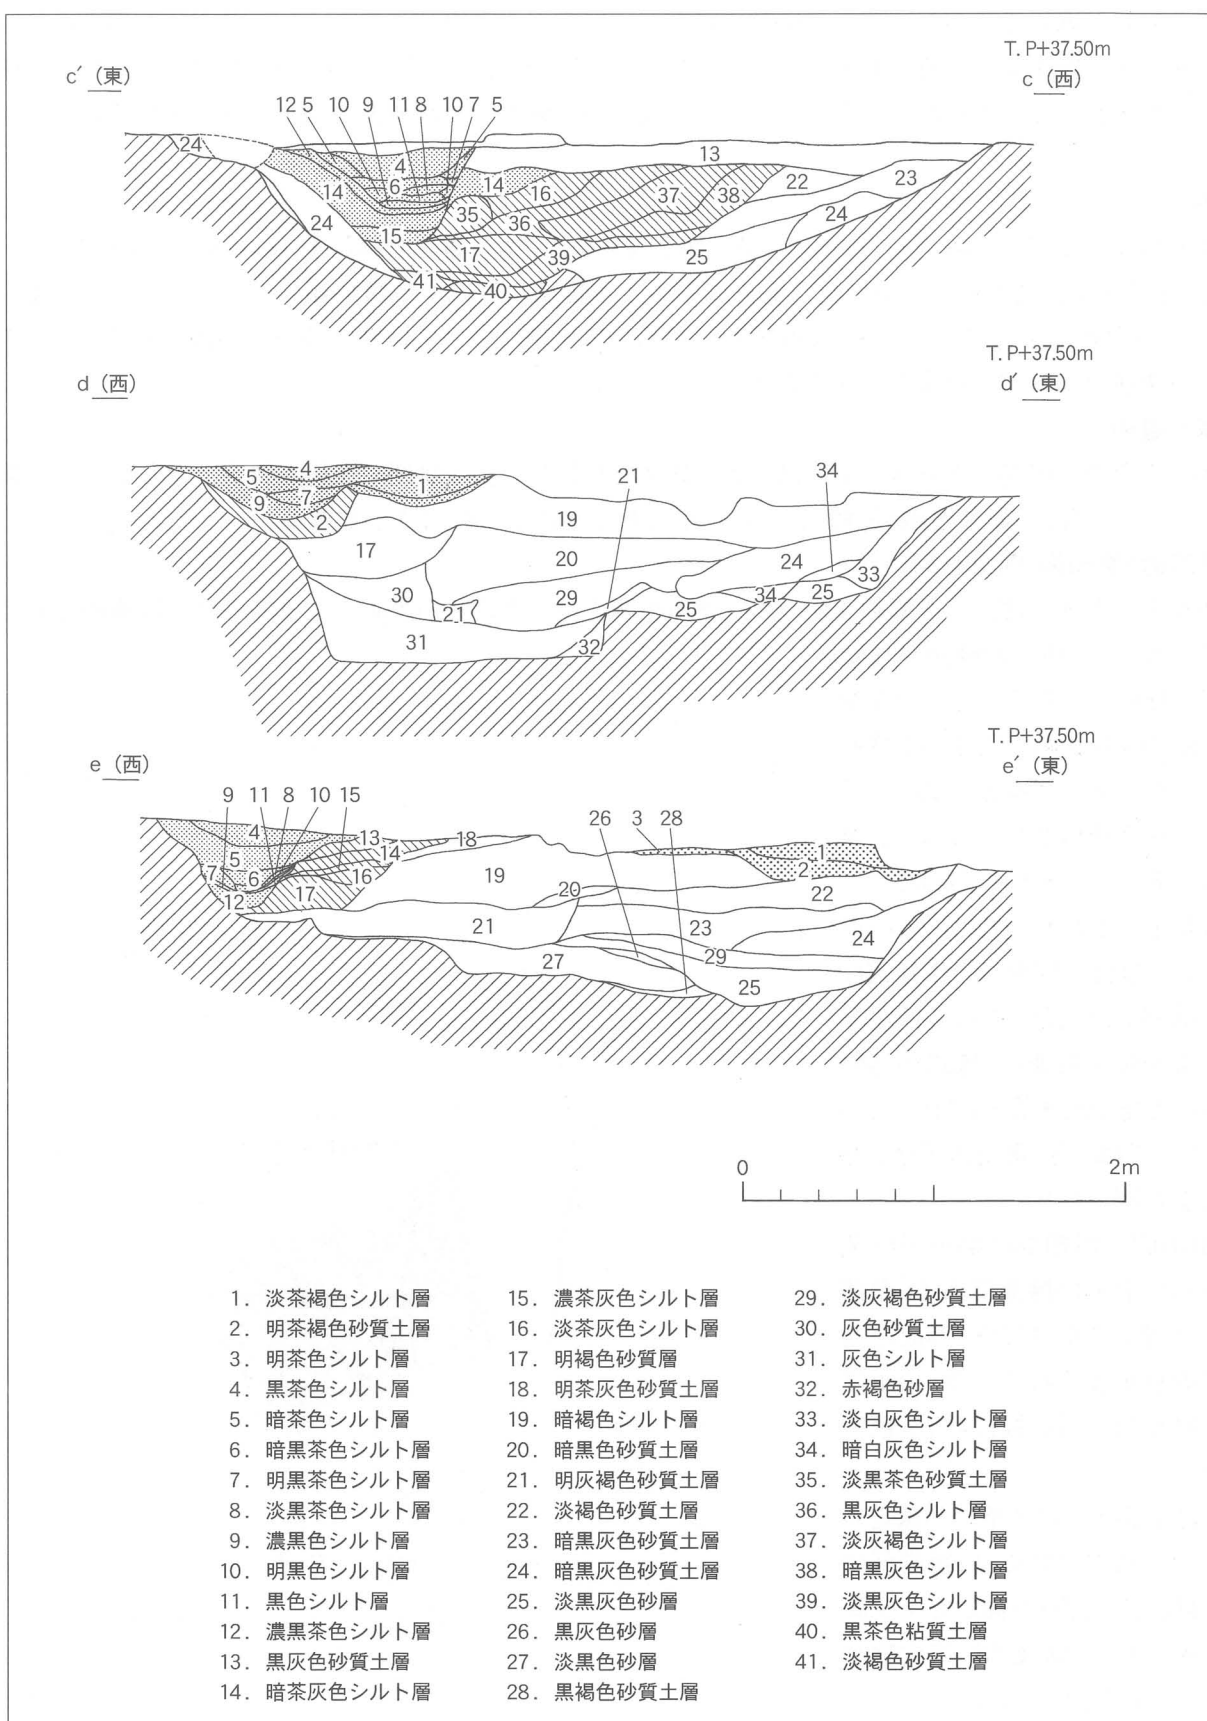 T. P+37.50m
c′（東）
c（西）
12 5 10 9 11 8 10 7 5
24
13
4
14
6
14
16
37
38
22
23
35
36
24
24
15
17
39
25
41
40
T. P+37.50m
d（西）
d′（東）
21
34
5
4
1
7
9
2
19
17
20
24
30
29
33
21
34
25
25
31
32
T. P+37.50m
e（西）
e′（東）
9 11 8 10 15
26 3 28
4
13
18
5
14
1
7
6
16
2
12
17
19
20
22
21
23
24
27
29
25
0
2m
1．淡茶褐色シルト層
2．明茶褐色砂質土層
3．明茶色シルト層
4．黒茶色シルト層
5．暗茶色シルト層
6．暗黒茶色シルト層
7．明黒茶色シルト層
8．淡黒茶色シルト層
9．濃黒色シルト層
10．明黒色シルト層
11．黒色シルト層
12．濃黒茶色シルト層
13．黒灰色砂質土層
14．暗茶灰色シルト層
15．濃茶灰色シルト層
16．淡茶灰色シルト層
17．明褐色砂質層
18．明茶灰色砂質土層
19．暗褐色シルト層
20．暗黒色砂質土層
21．明灰褐色砂質土層
22．淡褐色砂質土層
23．暗黒灰色砂質土層
24．暗黒灰色砂質土層
25．淡黒灰色砂層
26．黒灰色砂層
27．淡黒色砂層
28．黒褐色砂質土層
29．淡灰褐色砂質土層
30．灰色砂質土層
31．灰色シルト層
32．赤褐色砂層
33．淡白灰色シルト層
34．暗白灰色シルト層
35．淡黒茶色砂質土層
36．黒灰色シルト層
37．淡灰褐色シルト層
38．暗黒灰色シルト層
39．淡黒灰色シルト層
40．黒茶色粘質土層
41．淡褐色砂質土層